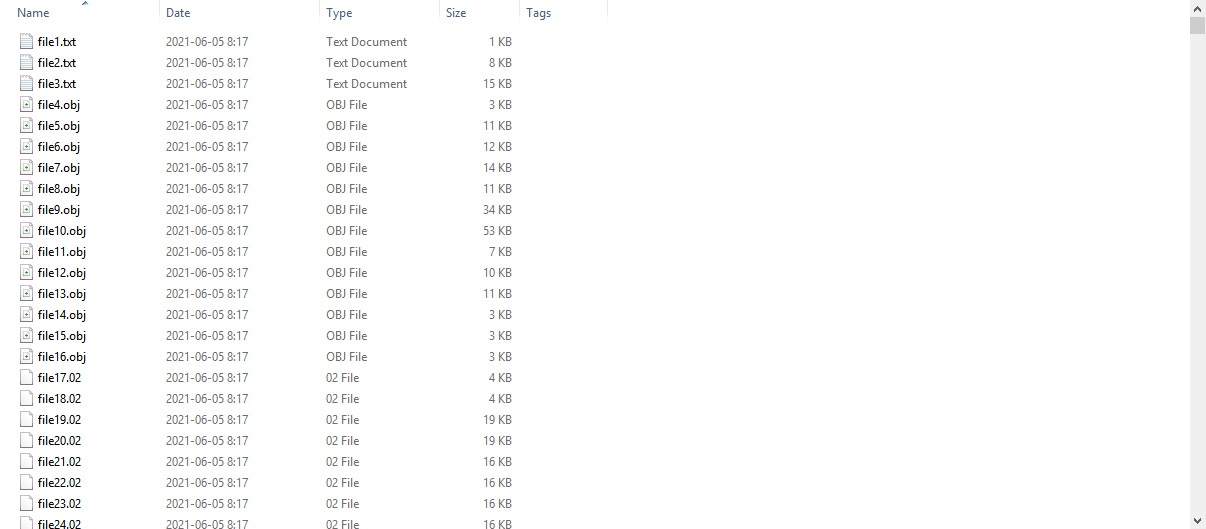 Name Date Type Size Tags
file1.txt 2021-06-05 8:17 Text Document 1 KB
file2.txt 2021-06-05 8:17 Text Document 8 KB
file3.txt 2021-06-05 8:17 Text Document 15 KB
file4.obj 2021-06-05 8:17 OBJ File 3 KB
file5.obj 2021-06-05 8:17 OBJ File 11 KB
file6.obj 2021-06-05 8:17 OBJ File 12 KB
file7.obj 2021-06-05 8:17 OBJ File 14 KB
file8.obj 2021-06-05 8:17 OBJ File 11 KB
file9.obj 2021-06-05 8:17 OBJ File 34 KB
file10.obj 2021-06-05 8:17 OBJ File 53 KB
file11.obj 2021-06-05 8:17 OBJ File 7 KB
file12.obj 2021-06-05 8:17 OBJ File 10 KB
file13.obj 2021-06-05 8:17 OBJ File 11 KB
file14.obj 2021-06-05 8:17 OBJ File 3 KB
file15.obj 2021-06-05 8:17 OBJ File 3 KB
file16.obj 2021-06-05 8:17 OBJ File 3 KB
file17.02 2021-06-05 8:17 02 File 4 KB
file18.02 2021-06-05 8:17 02 File 4 KB
file19.02 2021-06-05 8:17 02 File 19 KB
file20.02 2021-06-05 8:17 02 File 19 KB
file21.02 2021-06-05 8:17 02 File 16 KB
file22.02 2021-06-05 8:17 02 File 16 KB
file23.02 2021-06-05 8:17 02 File 16 KB
file24.02 2021-06-05 8:17 02 File 16 KB